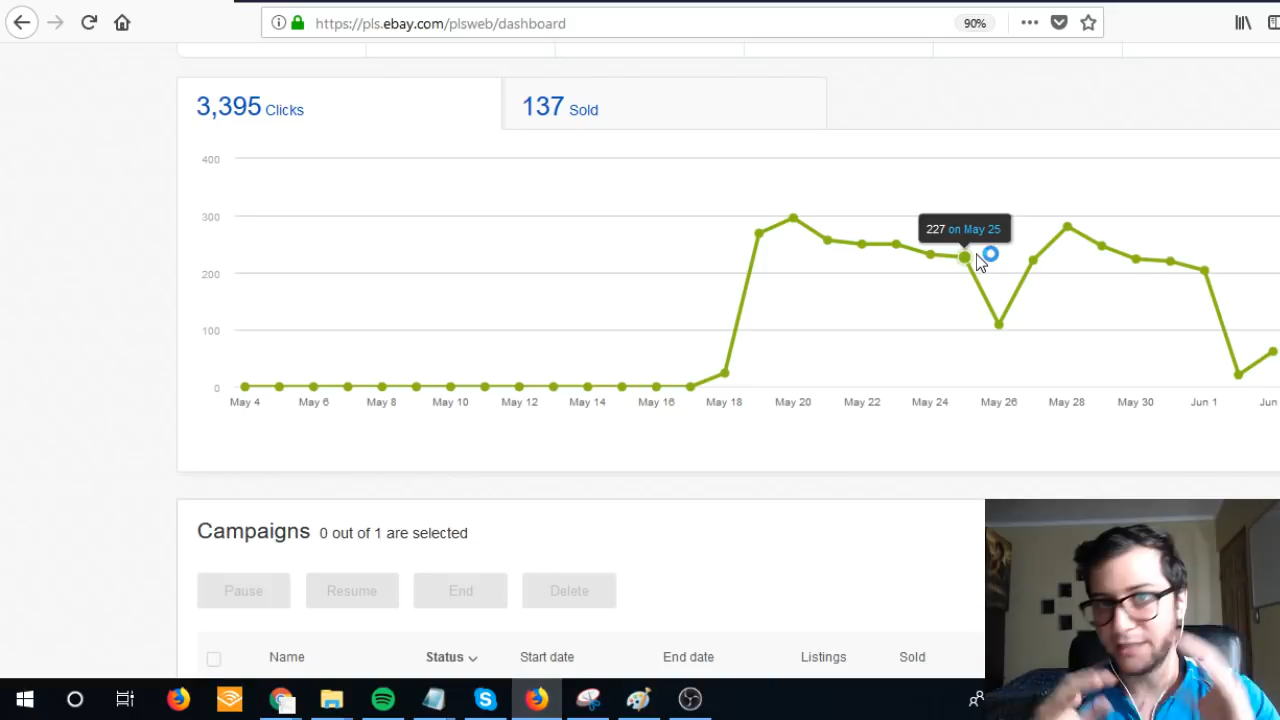 https://pls.ebay.com/plsweb/dashboard
90%
3,395 Clicks
137 Sold
400
300
200
100
0
227 on May 25
May 4 May 6 May 8 May 10 May 12 May 14 May 16 May 18 May 20 May 22 May 24 May 26 May 28 May 30 Jun 1 Jun
Campaigns 0 out of 1 are selected
Pause Resume End Delete
Name Status Start date End date Listings Sold